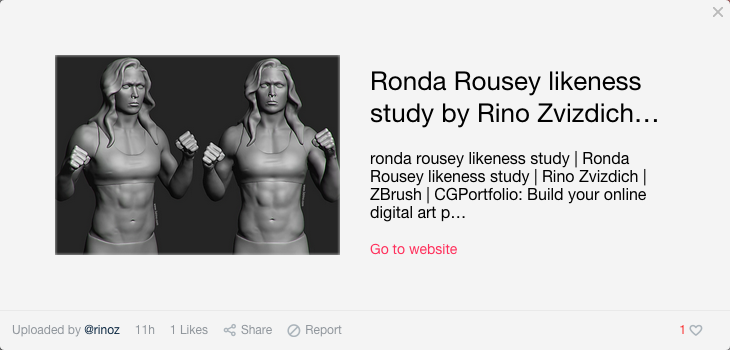 Ronda Rousey likeness
study by Rino Zvizdich...
ronda rousey likeness study | Ronda
Rousey likeness study | Rino Zvizdich |
ZBrush | CGPortfolio: Build your online
digital art p...
Go to website
Uploaded by @rinoz 11h 1 Likes Share Report 1